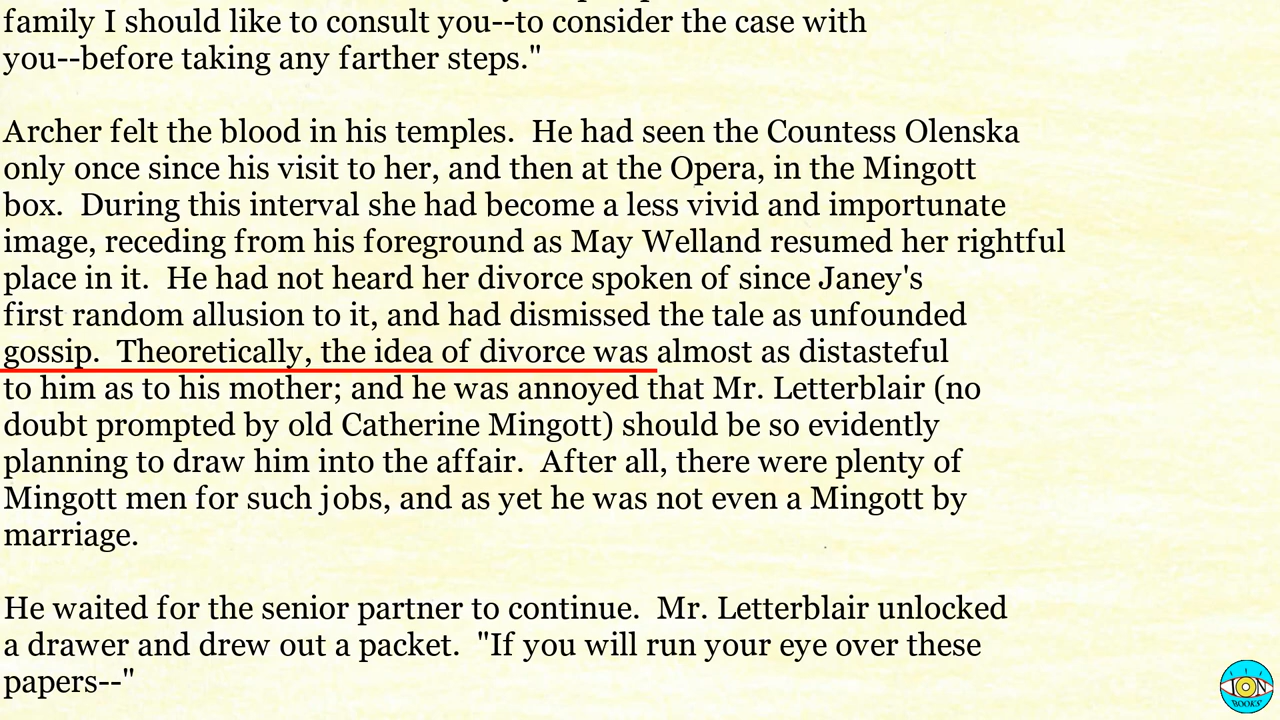 family I should like to consult you--to consider the case with
you--before taking any farther steps."
Archer felt the blood in his temples.  He had seen the Countess Olenska
only once since his visit to her, and then at the Opera, in the Mingott
box.  During this interval she had become a less vivid and importunate
image, receding from his foreground as May Welland resumed her rightful
place in it.  He had not heard her divorce spoken of since Janey's
first random allusion to it, and had dismissed the tale as unfounded
gossip.  Theoretically, the idea of divorce was almost as distasteful
to him as to his mother; and he was annoyed that Mr. Letterblair (no
doubt prompted by old Catherine Mingott) should be so evidently
planning to draw him into the affair.  After all, there were plenty of
Mingott men for such jobs, and as yet he was not even a Mingott by
marriage.
He waited for the senior partner to continue.  Mr. Letterblair unlocked
a drawer and drew out a packet.  "If you will run your eye over these
papers--"
ION
BOOKS